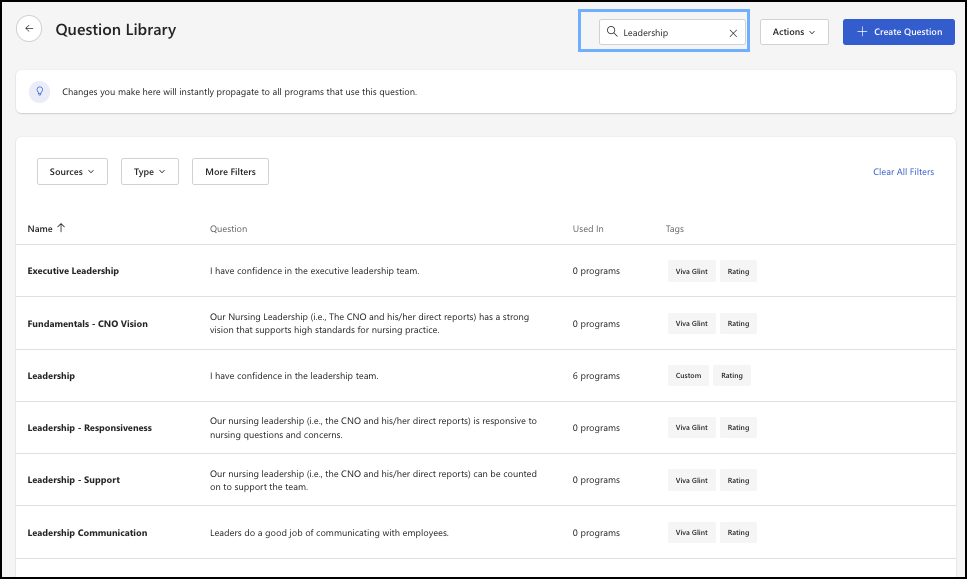 Question Library
Leadership
Actions
Create Question
Changes you make here will instantly propagate to all programs that use this question.
Sources
Type
More Filters
Clear All Filters
Name
Question
Used In
Tags
Executive Leadership
I have confidence in the executive leadership team.
0 programs
Viva Glint
Rating
Fundamentals - CNO Vision
Our Nursing Leadership (i.e., The CNO and his/her direct reports) has a strong
vision that supports high standards for nursing practice.
0 programs
Viva Glint
Rating
Leadership
I have confidence in the leadership team.
6 programs
Custom
Rating
Leadership - Responsiveness
Our nursing leadership (i.e., the CNO and his/her direct reports) is responsive to
nursing questions and concerns.
0 programs
Viva Glint
Rating
Leadership - Support
Our nursing leadership (i.e., the CNO and his/her direct reports) can be counted
on to support the team.
0 programs
Viva Glint
Rating
Leadership Communication
Leaders do a good job of communicating with employees.
0 programs
Viva Glint
Rating